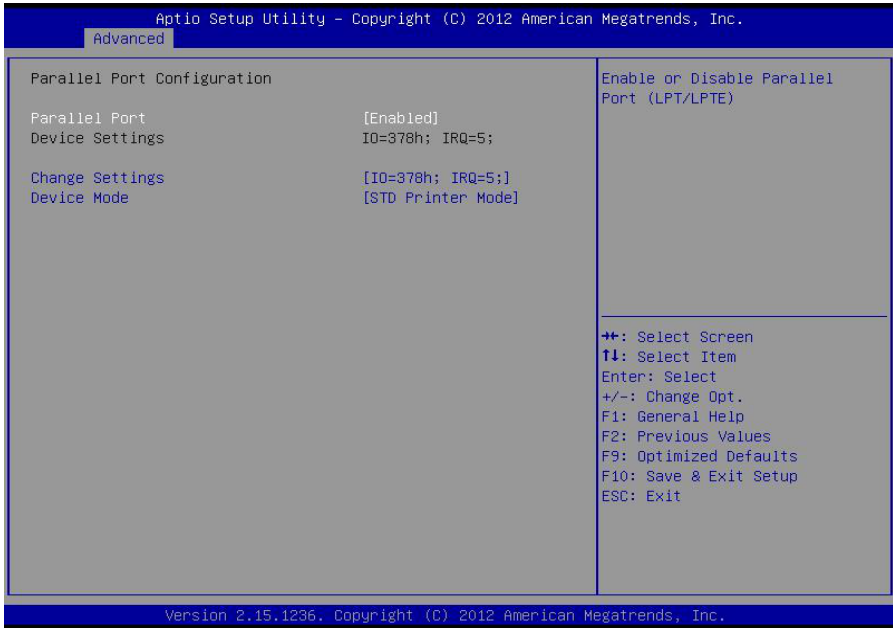 Aptio Setup Utility – Copyright (C) 2012 American Megatrends, Inc.
Advanced
Parallel Port Configuration
Parallel Port [Enabled]
Device Settings IO=378h; IRQ=5;
Change Settings [IO=378h; IRQ=5;]
Device Mode [STD Printer Mode]
Enable or Disable Parallel
Port (LPT/LPTE)
→←: Select Screen
↑↓: Select Item
Enter: Select
+/-: Change Opt.
F1: General Help
F2: Previous Values
F9: Optimized Defaults
F10: Save & Exit Setup
ESC: Exit
Version 2.15.1236. Copyright (C) 2012 American Megatrends, Inc.